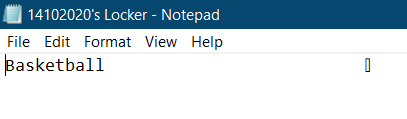 14102020's Locker - Notepad
File Edit Format View Help
Basketball ▯